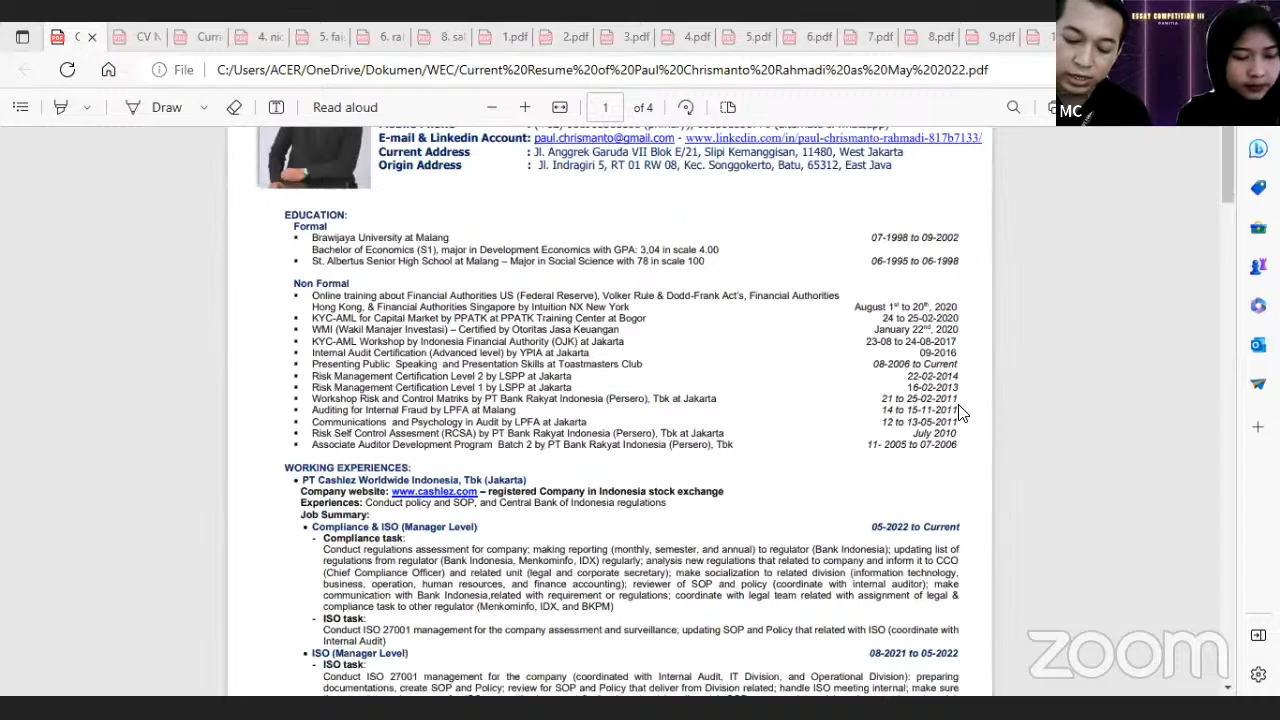 C
CV N
Curri
4. ni
5. fai
6. ra
8. sal
1.pdf
2.pdf
3.pdf
4.pdf
5.pdf
6.pdf
7.pdf
8.pdf
9.pdf
ESSAY COMPETITION III
PANITIA
File
C:/Users/ACER/OneDrive/Dokumen/WEC/Current%20Resume%20of%20Paul%20Chrismanto%20Rahmadi%20as%20May%202022.pdf
MC
Draw
Read aloud
1 of 4
E-mail & Linkedin Account: paul.chrismanto@gmail.com - www.linkedin.com/in/paul-chrismanto-rahmadi-817b7133/
Current Address : Jl. Anggrek Garuda VII Blok E/21, Slipi Kemanggisan, 11480, West Jakarta
Origin Address : Jl. Indragiri 5, RT 01 RW 08, Kec. Songgokerto, Batu, 65312, East Java
EDUCATION:
Formal
▪ Brawijaya University at Malang 07-1998 to 09-2002
Bachelor of Economics (S1), major in Development Economics with GPA: 3,04 in scale 4.00
▪ St. Albertus Senior High School at Malang – Major in Social Science with 78 in scale 100 06-1995 to 06-1998
Non Formal
▪ Online training about Financial Authorities US (Federal Reserve), Volker Rule & Dodd-Frank Act's, Financial Authorities
Hong Kong, & Financial Authorities Singapore by Intuition NX New York August 1st to 20th, 2020
▪ KYC-AML for Capital Market by PPATK at PPATK Training Center at Bogor 24 to 25-02-2020
▪ WMI (Wakil Manajer Investasi) – Certified by Otoritas Jasa Keuangan January 22nd, 2020
▪ KYC-AML Workshop by Indonesia Financial Authority (OJK) at Jakarta 23-08 to 24-08-2017
▪ Internal Audit Certification (Advanced level) by YPIA at Jakarta 09-2016
▪ Presenting Public Speaking and Presentation Skills at Toastmasters Club 08-2006 to Current
▪ Risk Management Certification Level 2 by LSPP at Jakarta 22-02-2014
▪ Risk Management Certification Level 1 by LSPP at Jakarta 16-02-2013
▪ Workshop Risk and Control Matriks by PT Bank Rakyat Indonesia (Persero), Tbk at Jakarta 21 to 25-02-2011
▪ Auditing for Internal Fraud by LPFA at Malang 14 to 15-11-2011
▪ Communications and Psychology in Audit by LPFA at Jakarta 12 to 13-05-2011
▪ Risk Self Control Assesment (RCSA) by PT Bank Rakyat Indonesia (Persero), Tbk at Jakarta July 2010
▪ Associate Auditor Development Program Batch 2 by PT Bank Rakyat Indonesia (Persero), Tbk 11- 2005 to 07-2006
WORKING EXPERIENCES:
• PT Cashlez Worldwide Indonesia, Tbk (Jakarta)
Company website: www.cashlez.com – registered Company in Indonesia stock exchange
Experiences: Conduct policy and SOP, and Central Bank of Indonesia regulations
Job Summary:
• Compliance & ISO (Manager Level) 05-2022 to Current
- Compliance task:
Conduct regulations assessment for company; making reporting (monthly, semester, and annual) to regulator (Bank Indonesia); updating list of
regulations from regulator (Bank Indonesia, Menkominfo, IDX) regularly; analysis new regulations that related to company and inform it to CCO
(Chief Compliance Officer) and related unit (legal and corporate secretary); make socialization to related division (information technology,
business, operation, human resources, and finance accounting); reviewer of SOP and policy (coordinate with internal auditor); make
communication with Bank Indonesia,related with requirement or regulations; coordinate with legal team related with assignment of legal &
compliance task to other regulator (Menkominfo, IDX, and BKPM)
- ISO task:
Conduct ISO 27001 management for the company assessment and surveillance; updating SOP and Policy that related with ISO (coordinate with
Internal Audit)
• ISO (Manager Level) 08-2021 to 05-2022
- ISO task:
Conduct ISO 27001 management for the company (coordinated with Internal Audit, IT Division, and Operational Division): preparing
documentations, create SOP and Policy; review for SOP and Policy that deliver from Division related; handle ISO meeting internal; make sure
zoom